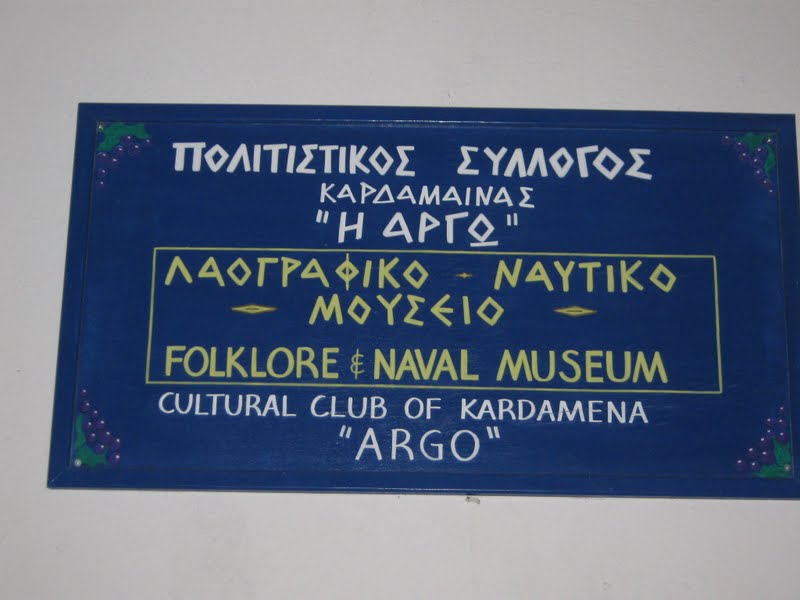 ΠΟΛΙΤΙΣΤΙΚΟΣ ΣΥΛΛΟΓΟΣ
ΚΑΡΔΑΜΑΙΝΑΣ
"Η ΑΡΓΩ"
ΛΑΟΓΡΑΦΙΚΟ - ΝΑΥΤΙΚΟ
ΜΟΥΣΕΙΟ
FOLKLORE & NAVAL MUSEUM
CULTURAL CLUB OF KARDAMENA
"ARGO"